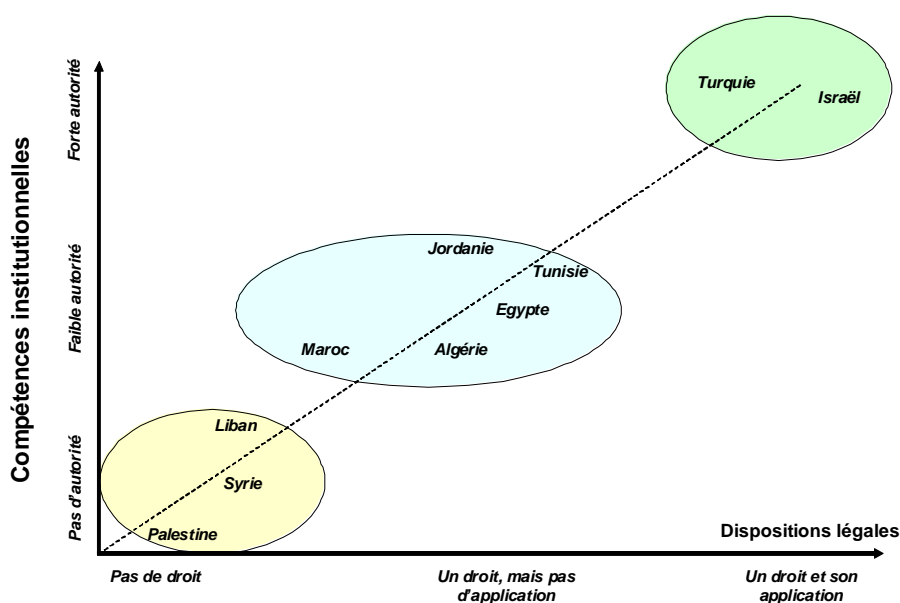 Compétences institutionnelles
Forte autorité
Faible autorité
Pas d'autorité
Turquie
Israël
Jordanie
Tunisie
Egypte
Maroc
Algérie
Liban
Syrie
Palestine
Dispositions légales
Pas de droit
Un droit, mais pas
d'application
Un droit et son
application